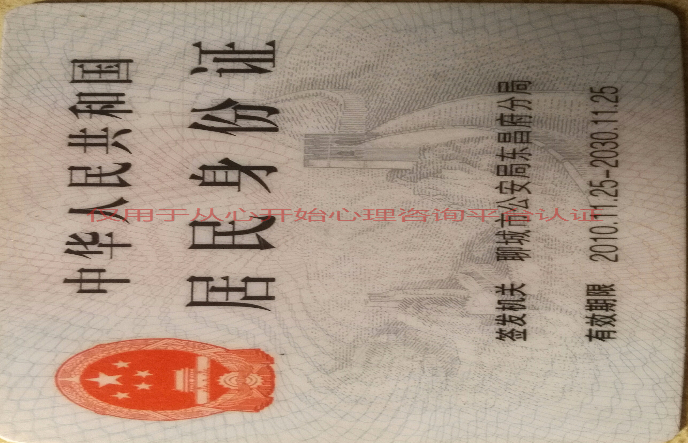 中华人民共和国
居民身份证
签发机关 聊城市公安局东昌府分局
有效期限 2010.11.25-2030.11.25
仅用于从心开始心理咨询平台认证